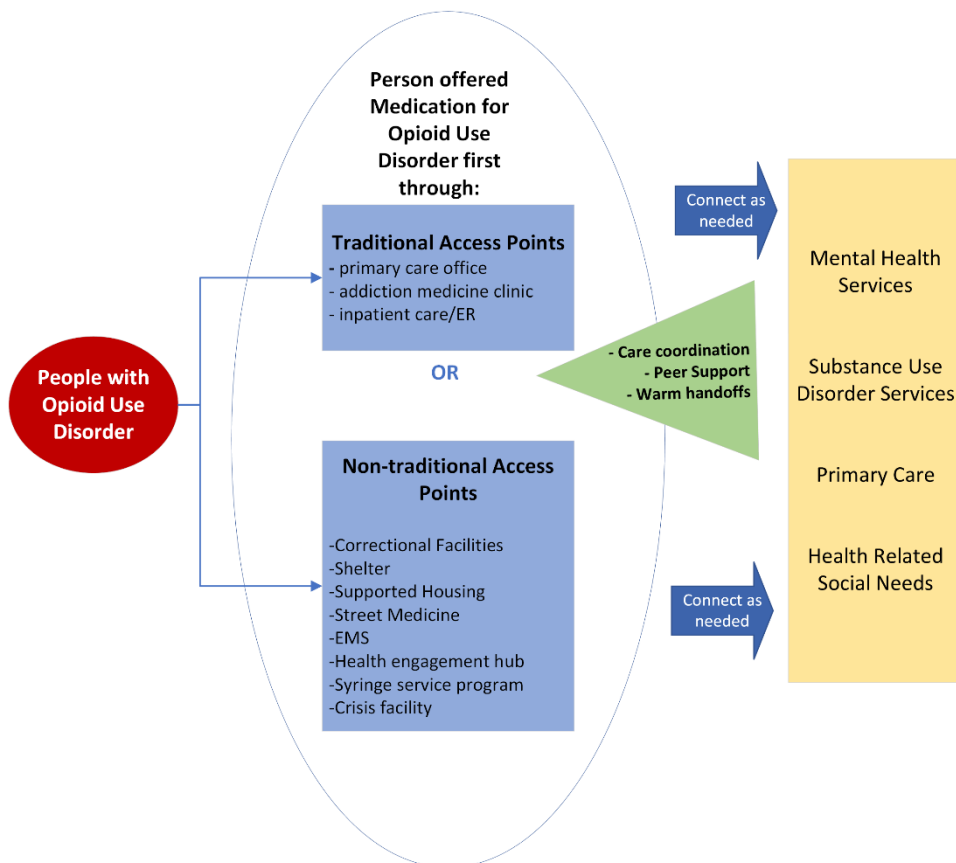 Person offered
Medication for
Opioid Use
Disorder first
through:
Traditional Access Points
- primary care office
- addiction medicine clinic
- inpatient care/ER
OR
Non-traditional Access
Points
-Correctional Facilities
-Shelter
-Supported Housing
-Street Medicine
-EMS
-Health engagement hub
-Syringe service program
-Crisis facility
People with
Opioid Use
Disorder
- Care coordination
- Peer Support
- Warm handoffs
Connect as
needed
Connect as
needed
Mental Health
Services
Substance Use
Disorder Services
Primary Care
Health Related
Social Needs